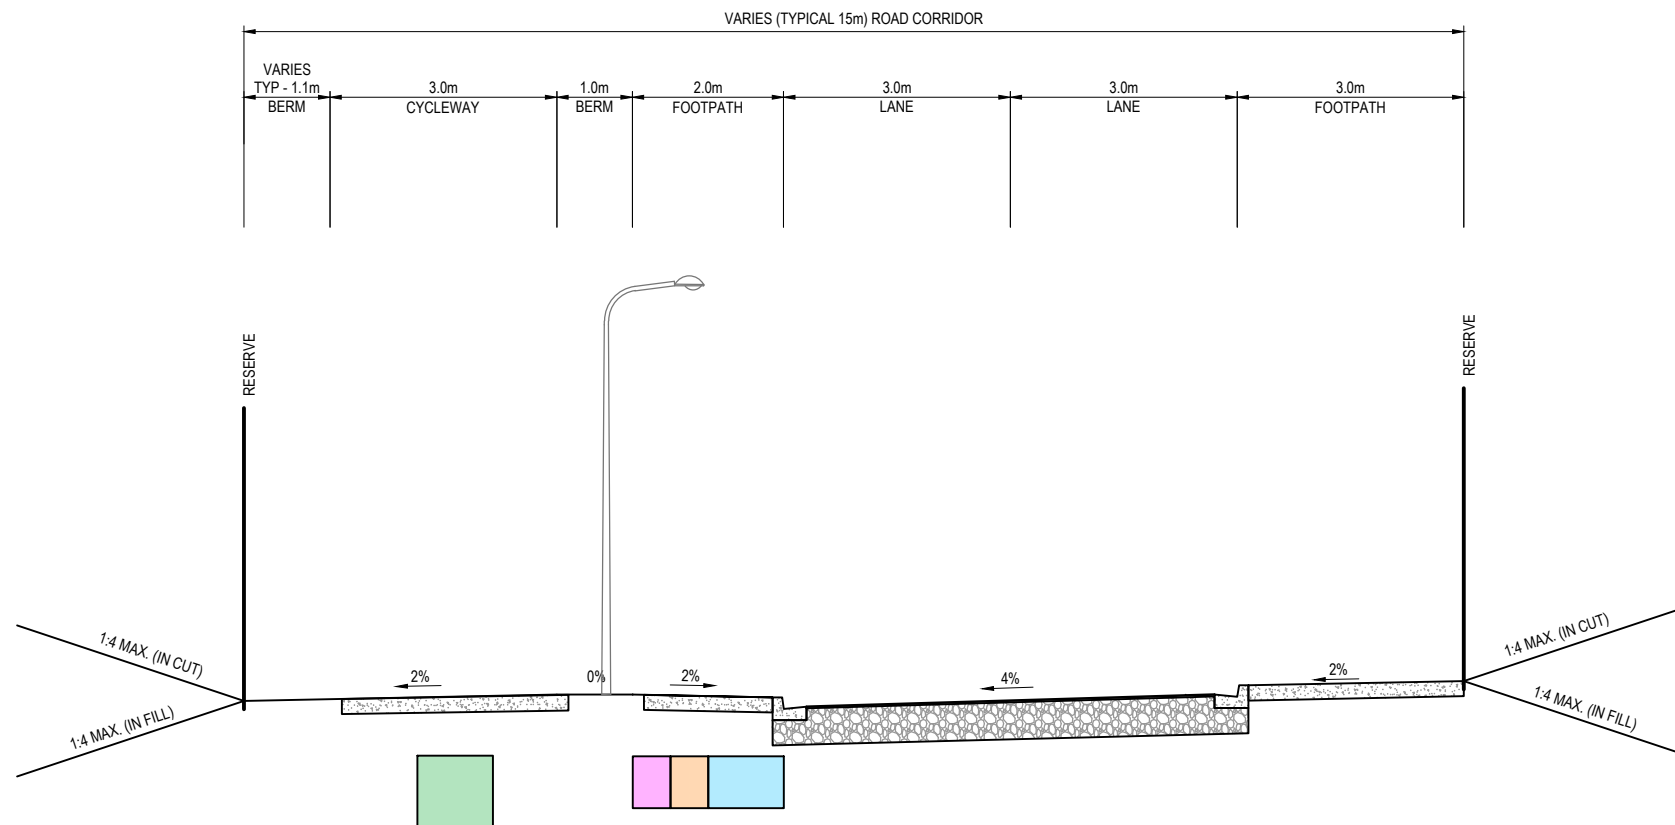 VARIES (TYPICAL 15m) ROAD CORRIDOR
VARIES
TYP - 1.1m
BERM
3.0m
CYCLEWAY
1.0m
BERM
2.0m
FOOTPATH
3.0m
LANE
3.0m
LANE
3.0m
FOOTPATH
RESERVE
RESERVE
1:4 MAX. (IN CUT)
1:4 MAX. (IN FILL)
2%
0%
2%
4%
2%
1:4 MAX. (IN CUT)
1:4 MAX. (IN FILL)